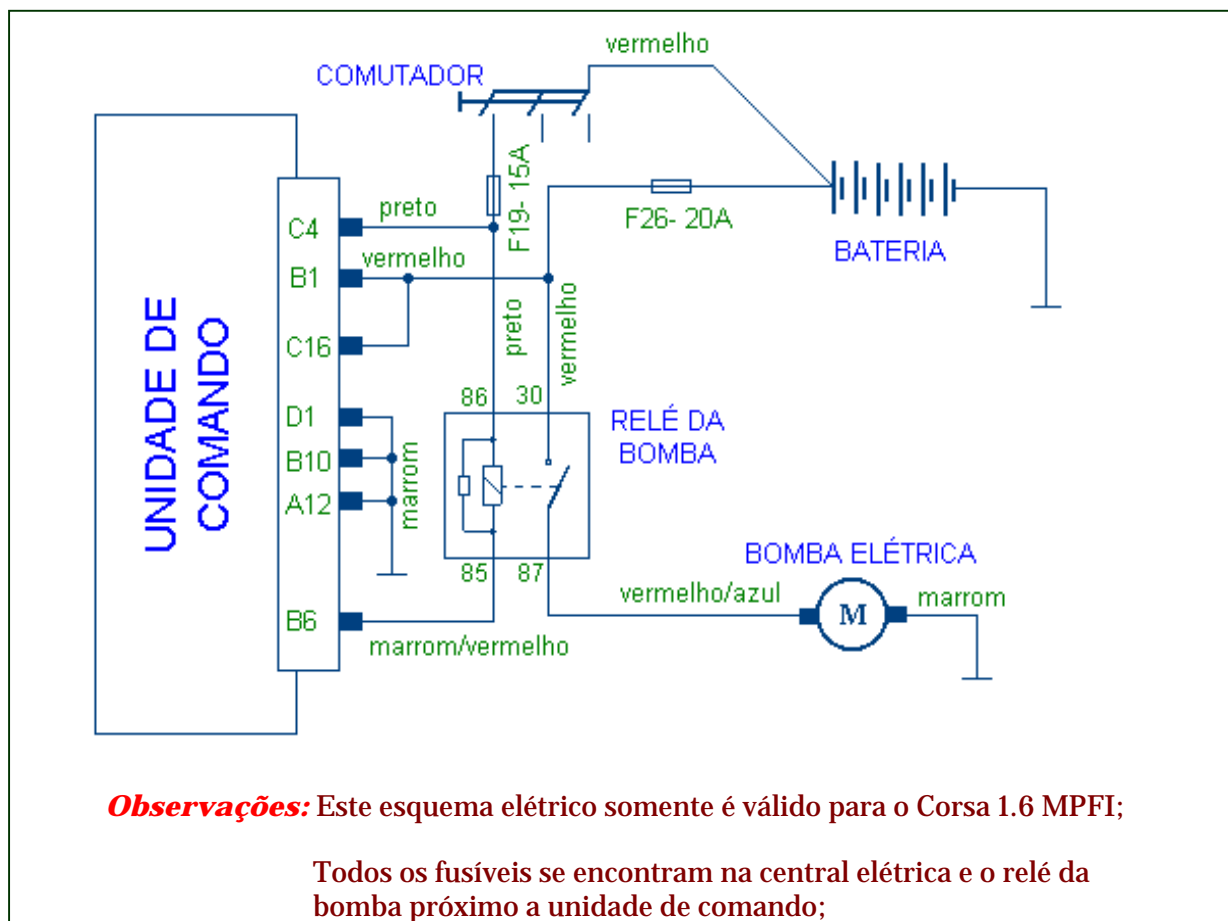 vermelho
COMUTADOR
F19- 15A
F26- 20A
BATERIA
UNIDADE DE
COMANDO
C4
preto
B1
vermelho
C16
D1
B10
A12
marrom
B6
marrom/vermelho
preto
vermelho
86
30
RELÉ DA
BOMBA
85
87
BOMBA ELÉTRICA
vermelho/azul
M
marrom
Observações: Este esquema elétrico somente é válido para o Corsa 1.6 MPFI;
Todos os fusíveis se encontram na central elétrica e o relé da
bomba próximo a unidade de comando;